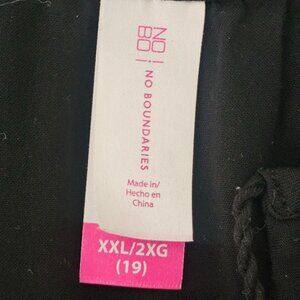 NO
BO
NO BOUNDARIES
Made in/
Hecho en
China
XXL/2XG
(19)